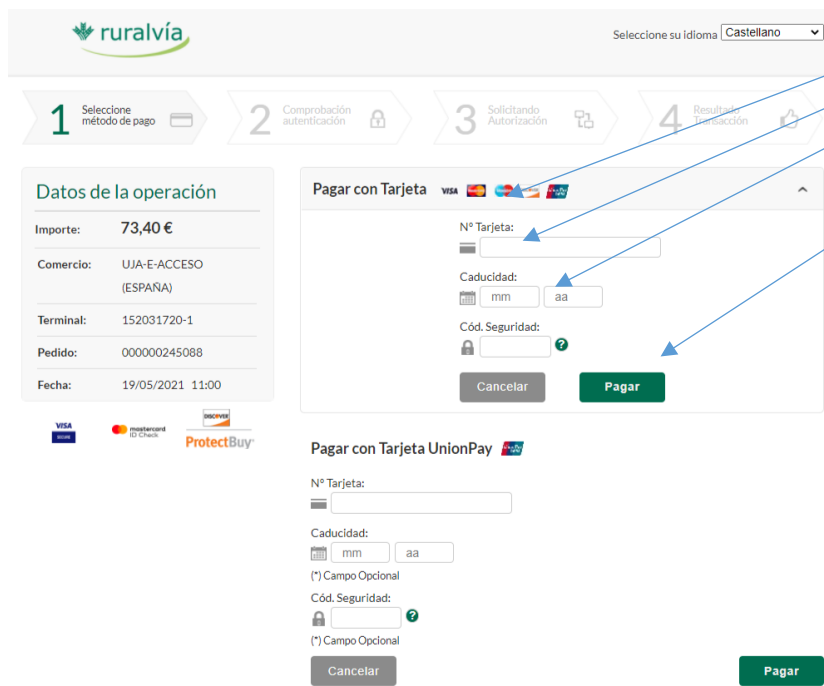 ruralvía
Seleccione su idioma Castellano
1 Seleccione
método de pago
2 Comprobación
autenticación
3 Solicitando
Autorización
4 Resultado
Transacción
Datos de la operación
Importe: 73,40 €
Comercio: UJA-E-ACCESO
(ESPAÑA)
Terminal: 152031720-1
Pedido: 000000245088
Fecha: 19/05/2021 11:00
VISA
SECURE
mastercard
ID Check
DISCOVER
ProtectBuy
Pagar con Tarjeta VISA
Nº Tarjeta:
Caducidad:
mm aa
Cód. Seguridad:
?
Cancelar Pagar
Pagar con Tarjeta UnionPay
Nº Tarjeta:
Caducidad:
mm aa
(*) Campo Opcional
Cód. Seguridad:
?
(*) Campo Opcional
Cancelar Pagar